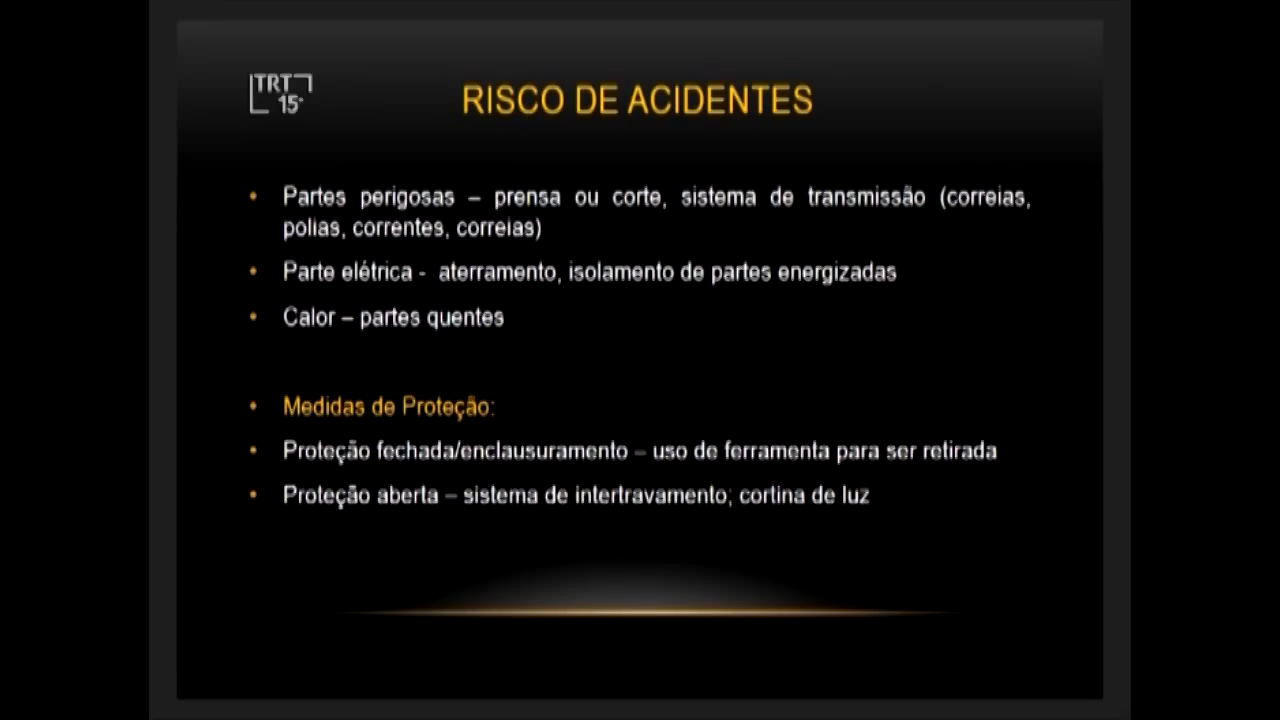 TRT
15ª
RISCO DE ACIDENTES
• Partes perigosas – prensa ou corte, sistema de transmissão (correias,
polias, correntes, correias)
• Parte elétrica - aterramento, isolamento de partes energizadas
• Calor – partes quentes
• Medidas de Proteção:
• Proteção fechada/enclausuramento – uso de ferramenta para ser retirada
• Proteção aberta – sistema de intertravamento; cortina de luz